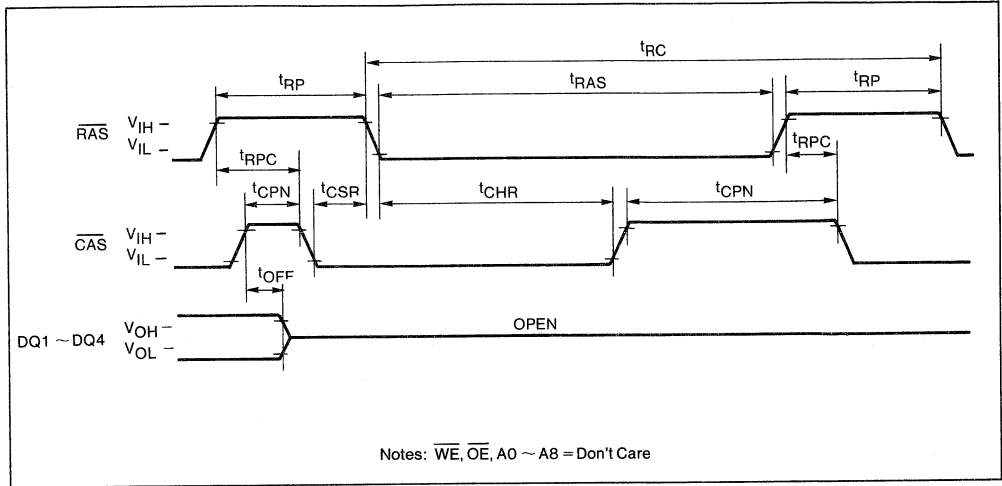 tRC
tRP tRAS tRP
RAS VIH
VIL
tRPC tRPC
tCPN tCSR tCHR tCPN
CAS VIH
VIL
tOFF
DQ1 ~ DQ4 VOH
VOL
OPEN
Notes: WE, OE, A0 ~ A8 = Don't Care